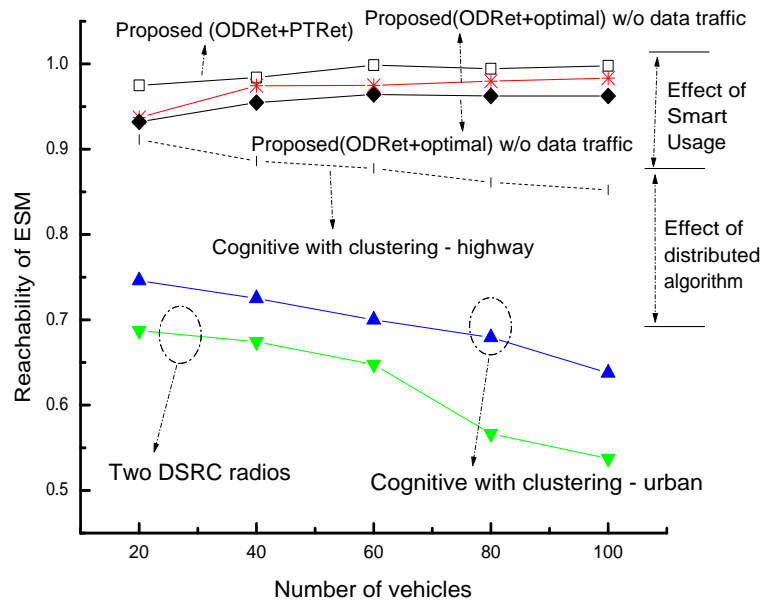 Proposed(ODRet+optimal) w/o data traffic
Proposed (ODRet+PTRet)
1.0
0.9
0.8
0.7
0.6
0.5
Reachability of ESM
Effect of
Smart
Usage
Proposed(ODRet+optimal) w/o data traffic
Cognitive with clustering - highway
Effect of
distributed
algorithm
Two DSRC radios
Cognitive with clustering - urban
20
40
60
80
100
Number of vehicles